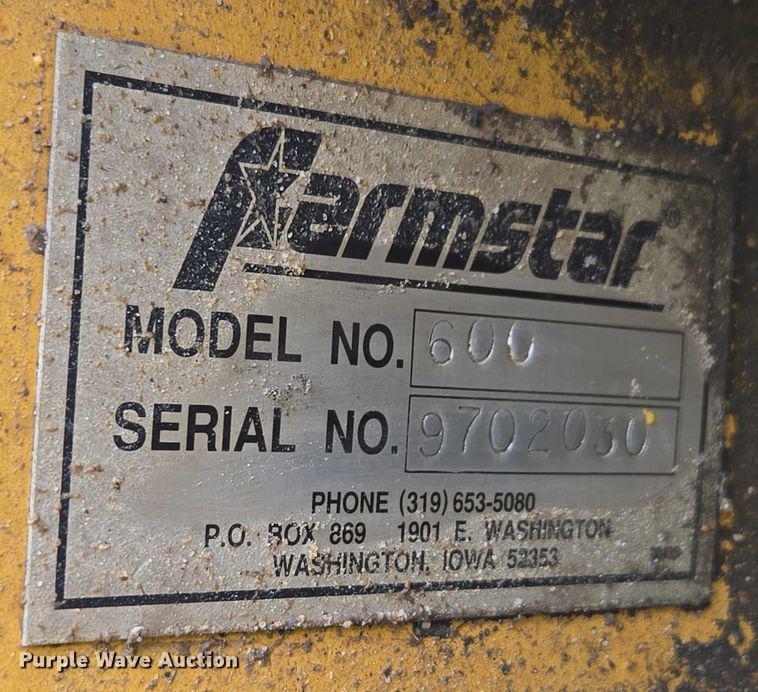 Farmstar®
MODEL NO. 600
SERIAL NO. 9702030
PHONE (319) 653-5080
P.O. BOX 869 1901 E. WASHINGTON
WASHINGTON, IOWA 52353
Purple Wave Auction